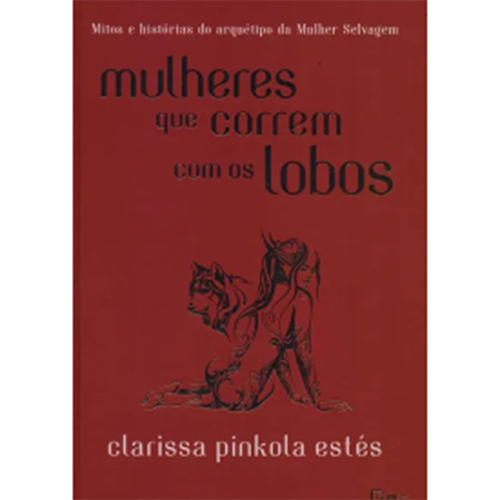 Mitos e histórias do arquétipo da Mulher Selvagem
mulheres
que correm
com os lobos
clarissa pinkola estés